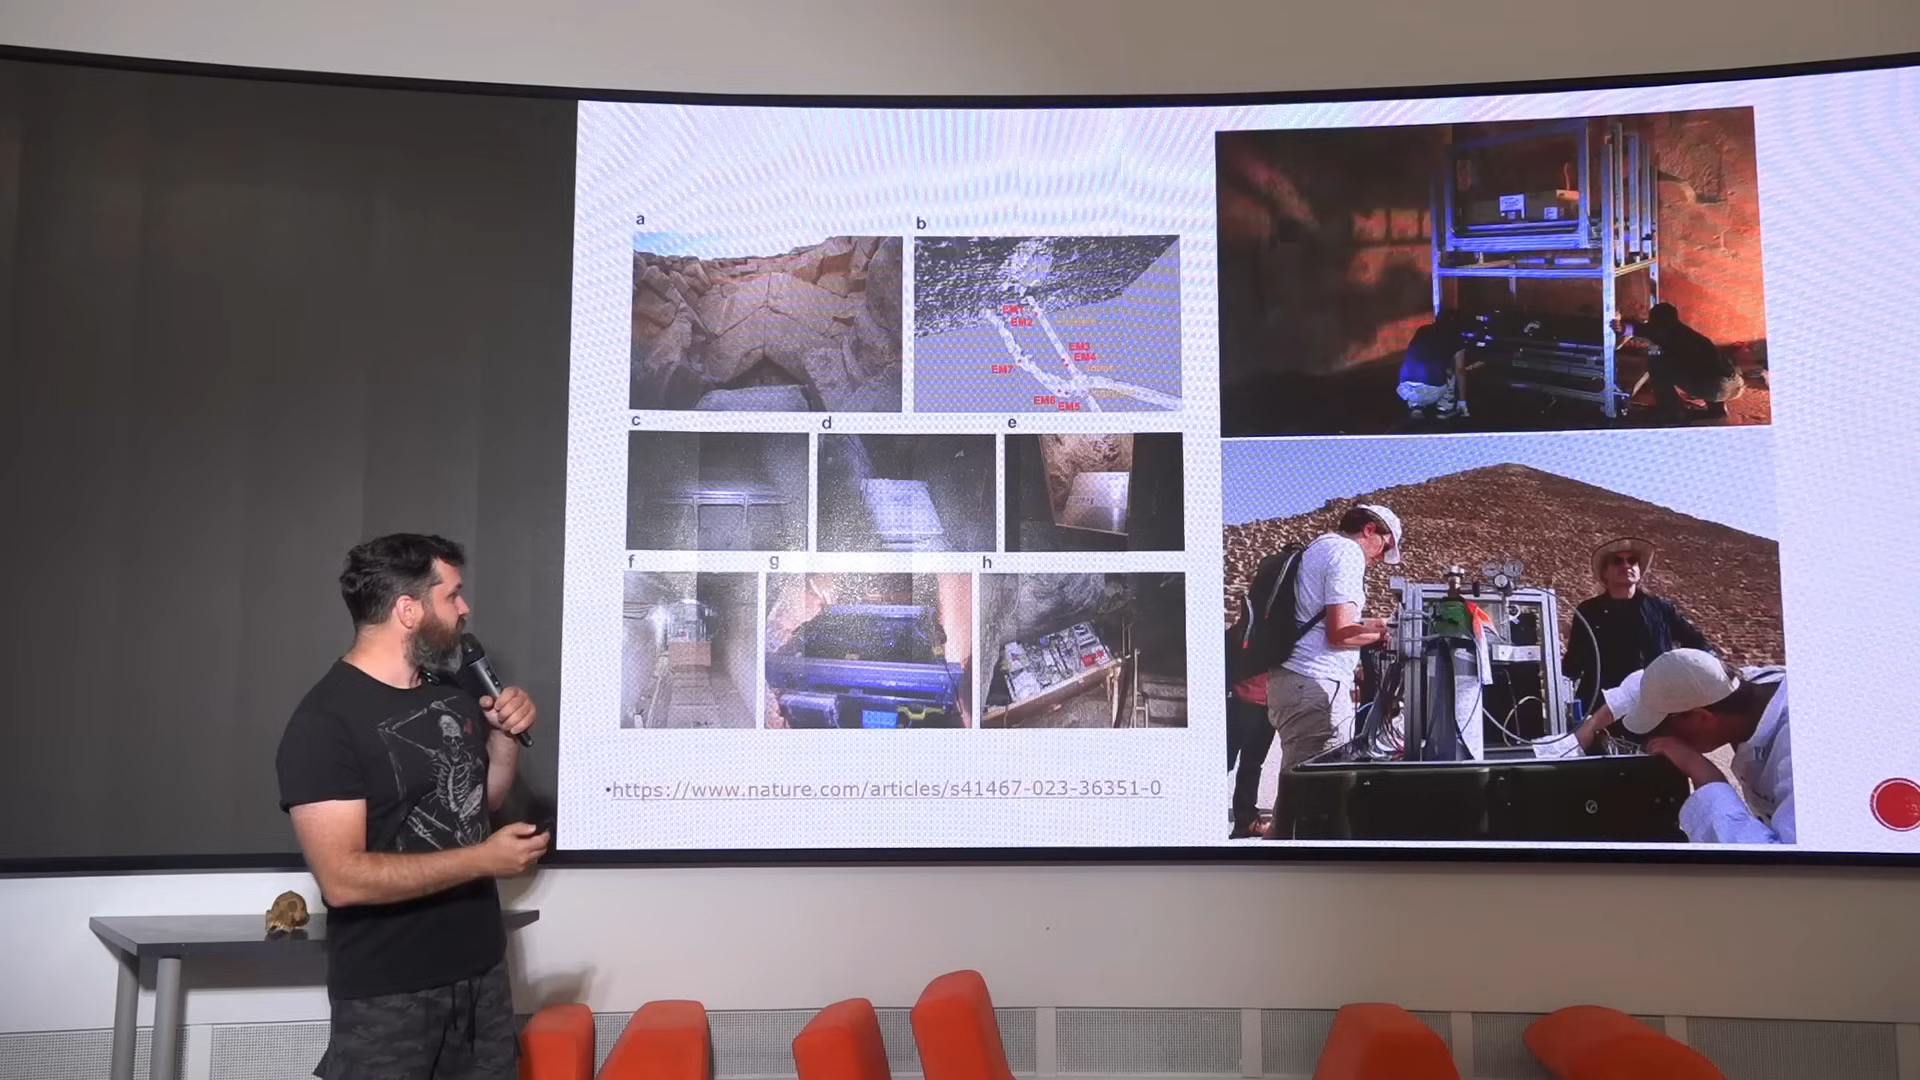 a
b
EM1
EM2
EM3
EM4
EM7
EM6
EM5
c
d
e
f
g
h
•https://www.nature.com/articles/s41467-023-36351-0